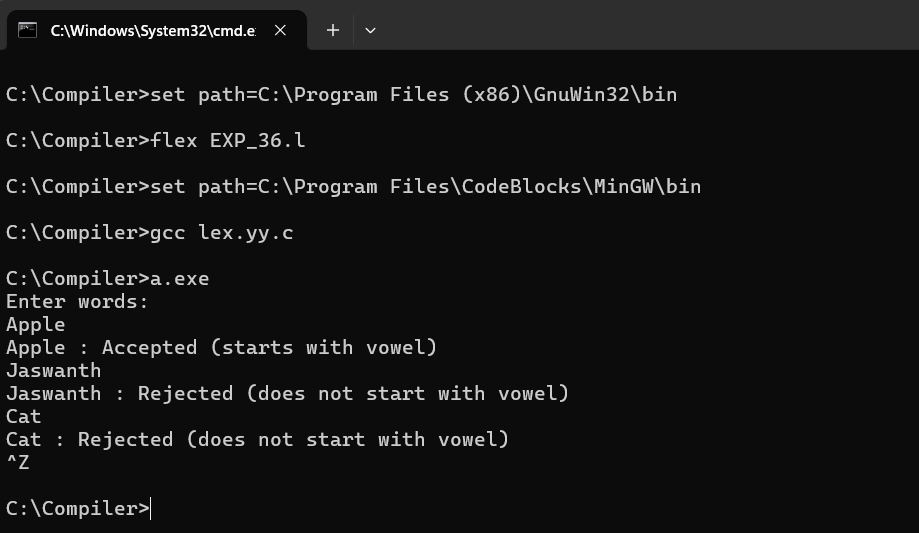 C:\Windows\System32\cmd.e
C:\Compiler>set path=C:\Program Files (x86)\GnuWin32\bin
C:\Compiler>flex EXP_36.l
C:\Compiler>set path=C:\Program Files\CodeBlocks\MinGW\bin
C:\Compiler>gcc lex.yy.c
C:\Compiler>a.exe
Enter words:
Apple
Apple : Accepted (starts with vowel)
Jaswanth
Jaswanth : Rejected (does not start with vowel)
Cat
Cat : Rejected (does not start with vowel)
^Z
C:\Compiler>